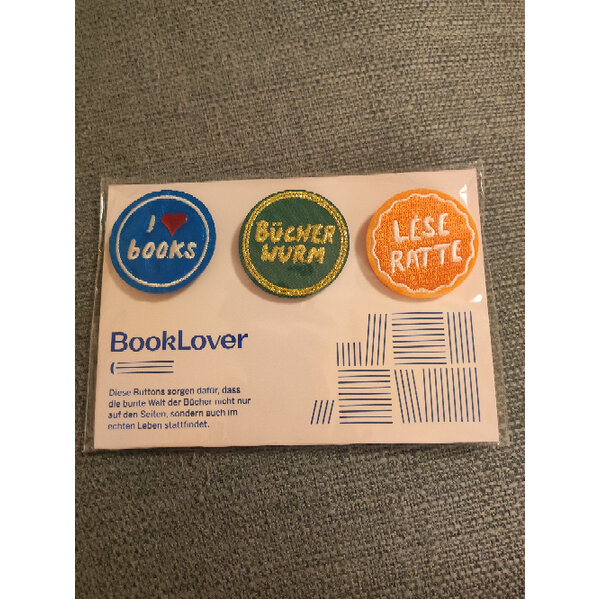 I ♥
books
BÜCHER
WURM
LESE
RATTE
BookLover
Diese Buttons sorgen dafür, dass
die bunte Welt der Bücher nicht nur
auf den Seiten, sondern auch im
echten Leben stattfindet.